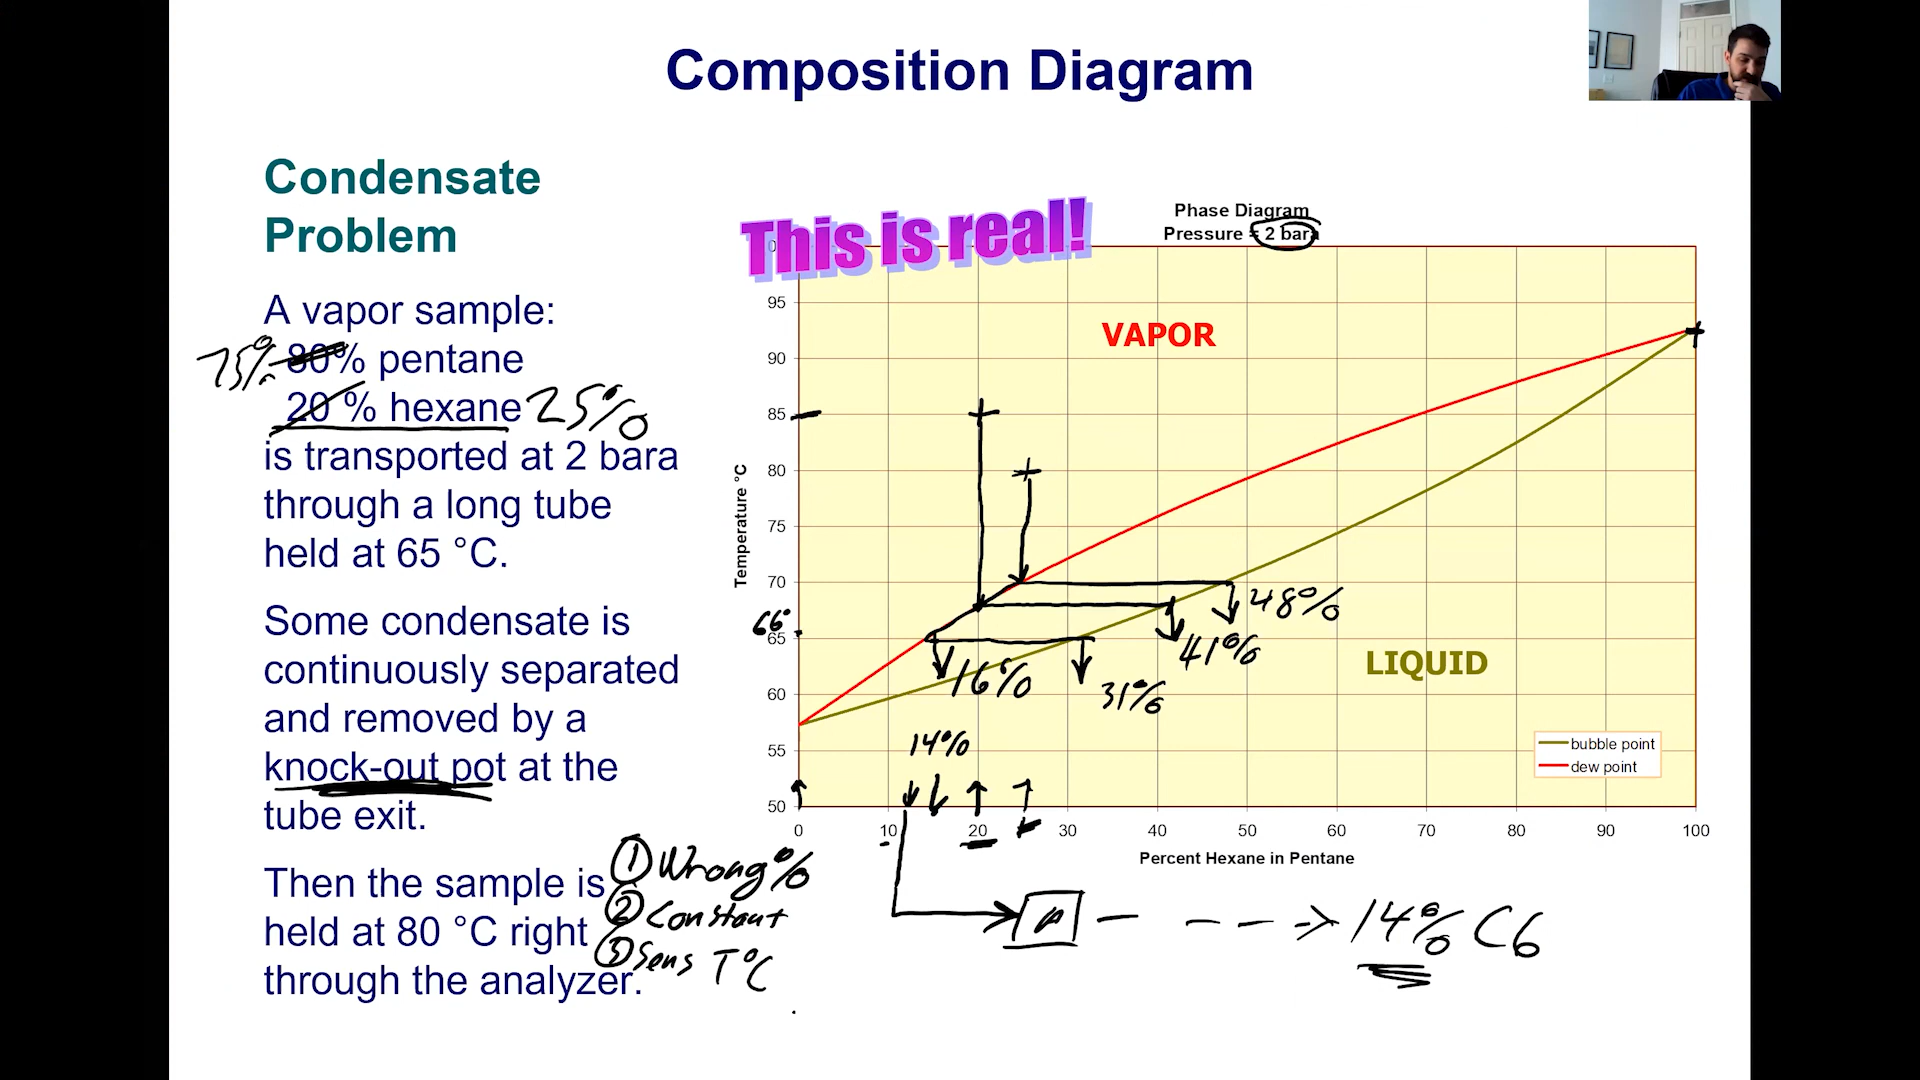 Composition Diagram
Condensate
Problem
A vapor sample:
75% 80% pentane
20 % hexane 25%
is transported at 2 bara
through a long tube
held at 65 °C.
Some condensate is
continuously separated
and removed by a
knock-out pot at the
tube exit.
Then the sample is
held at 80 °C right
through the analyzer.
① Wrong %
② Constant
③ Sens T°C
This is real!
Phase Diagram
Pressure = 2 bara
VAPOR
LIQUID
Temperature °C
95
90
85
80
75
70
66°
65
60
55
50
48%
41%
16%
31%
14%
bubble point
dew point
0 10 20 30 40 50 60 70 80 90 100
Percent Hexane in Pentane
A
14% C6